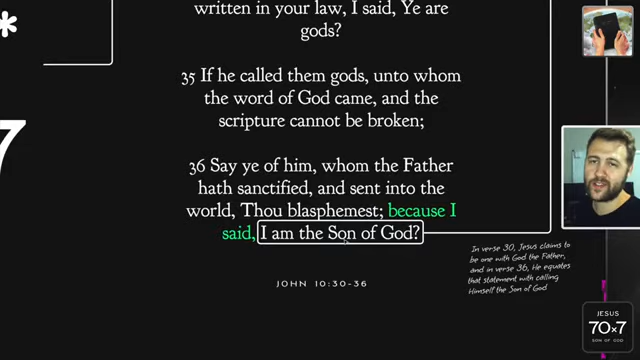 written in your law, I said, Ye are
gods?
35 If he called them gods, unto whom
the word of God came, and the
scripture cannot be broken;
36 Say ye of him, whom the Father
hath sanctified, and sent into the
world, Thou blasphemest; because I
said, I am the Son of God?
JOHN 10:30-36
In verse 30, Jesus claims to
be one with God the Father,
and in verse 36, He equates
that statement with calling
Himself the Son of God
*
7
JESUS
70x7
SON OF GOD